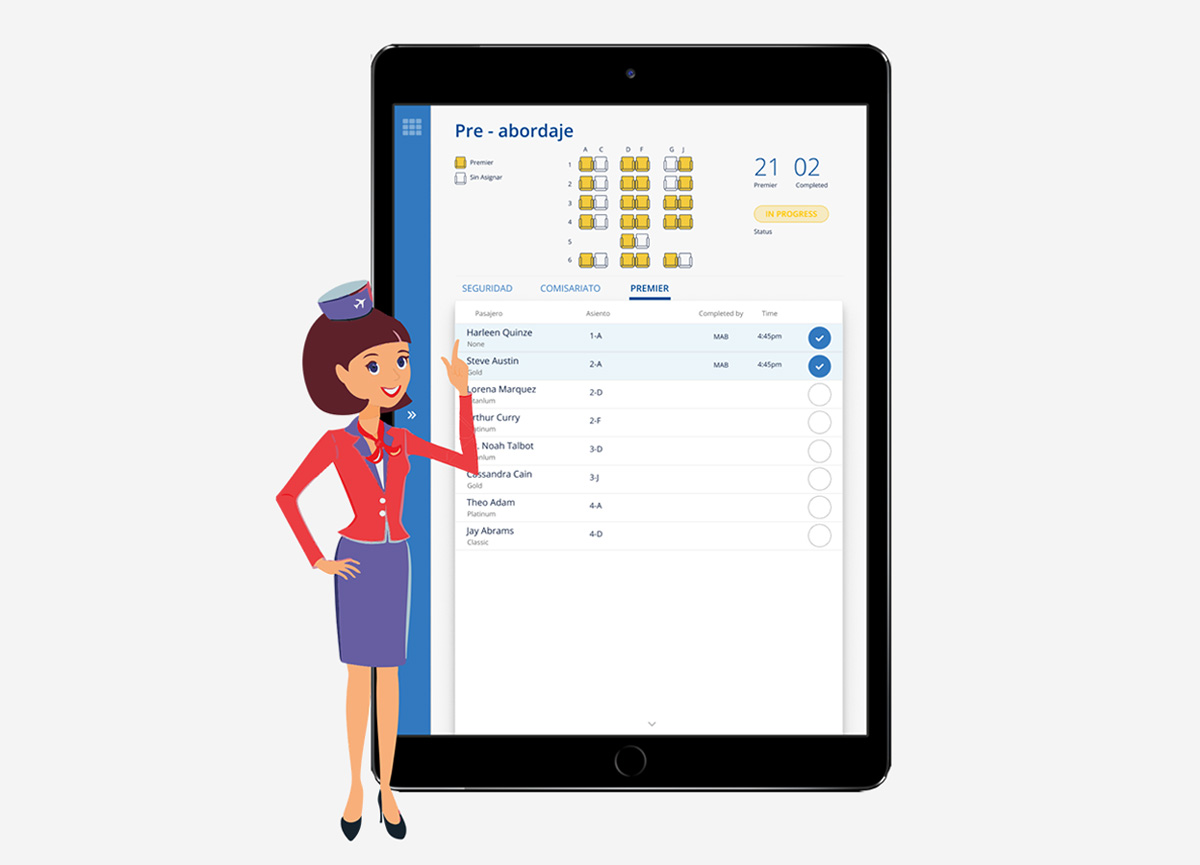 Pre - abordaje
Premier
Sin Asignar
A C D F G J
1
2
3
4
5
6
21 02
Premier Completed
IN PROGRESS
Status
SEGURIDAD COMISARIATO PREMIER
Pasajero Asiento Completed by Time
Harleen Quinze 1-A MAB 4:45pm
None
Steve Austin 2-A MAB 4:45pm
Gold
Lorena Marquez 2-D
Curry 2-F
Noah Talbot 3-D
Cassandra Cain 3-J
Gold
Theo Adam 4-A
Platinum
Jay Abrams 4-D
Classic